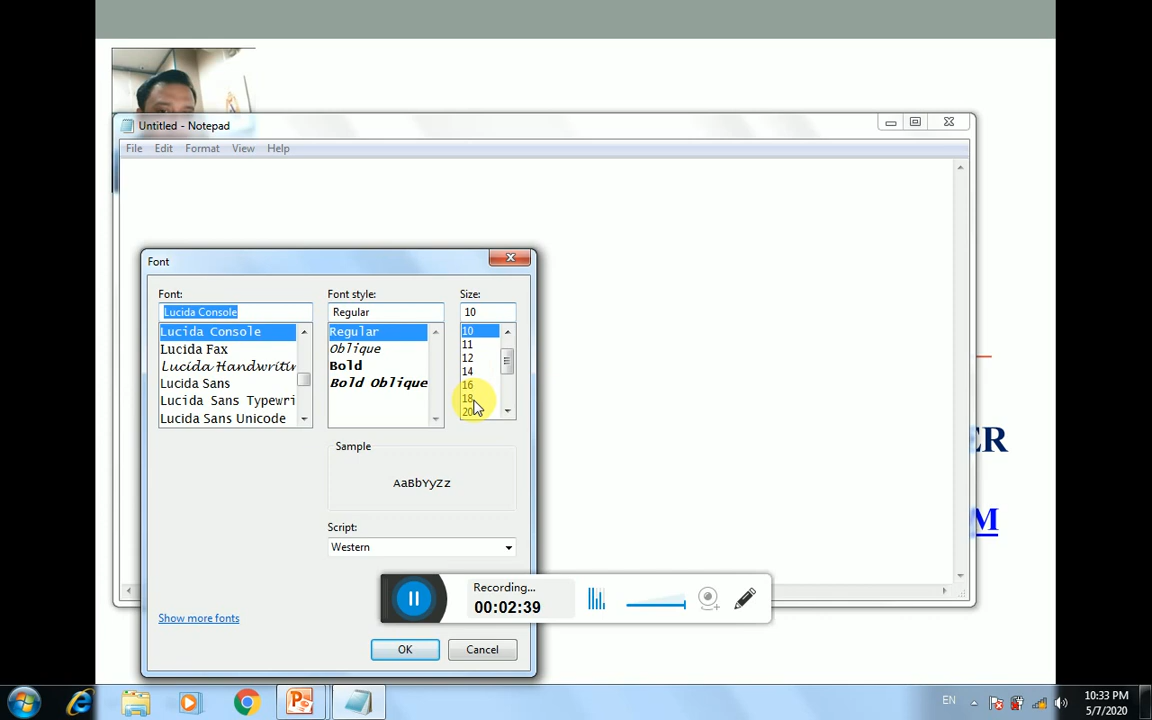 Untitled - Notepad
File Edit Format View Help
Font
Font: Font style: Size:
Lucida Console Regular 10
Lucida Console Regular 10
Lucida Fax Oblique 11
Lucida Handwritin Bold 12
Lucida Sans Bold Oblique 14
Lucida Sans Typewri 16
Lucida Sans Unicode 18
20
Sample
AaBbYyZz
Script:
Western
ER
M
Recording...
00:02:39
Show more fonts
OK Cancel
EN
10:33 PM
5/7/2020